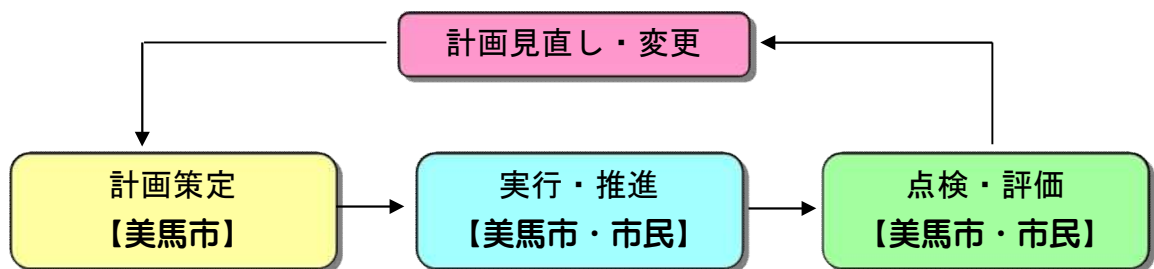 計画見直し・変更
計画策定
【美馬市】
実行・推進
【美馬市・市民】
点検・評価
【美馬市・市民】